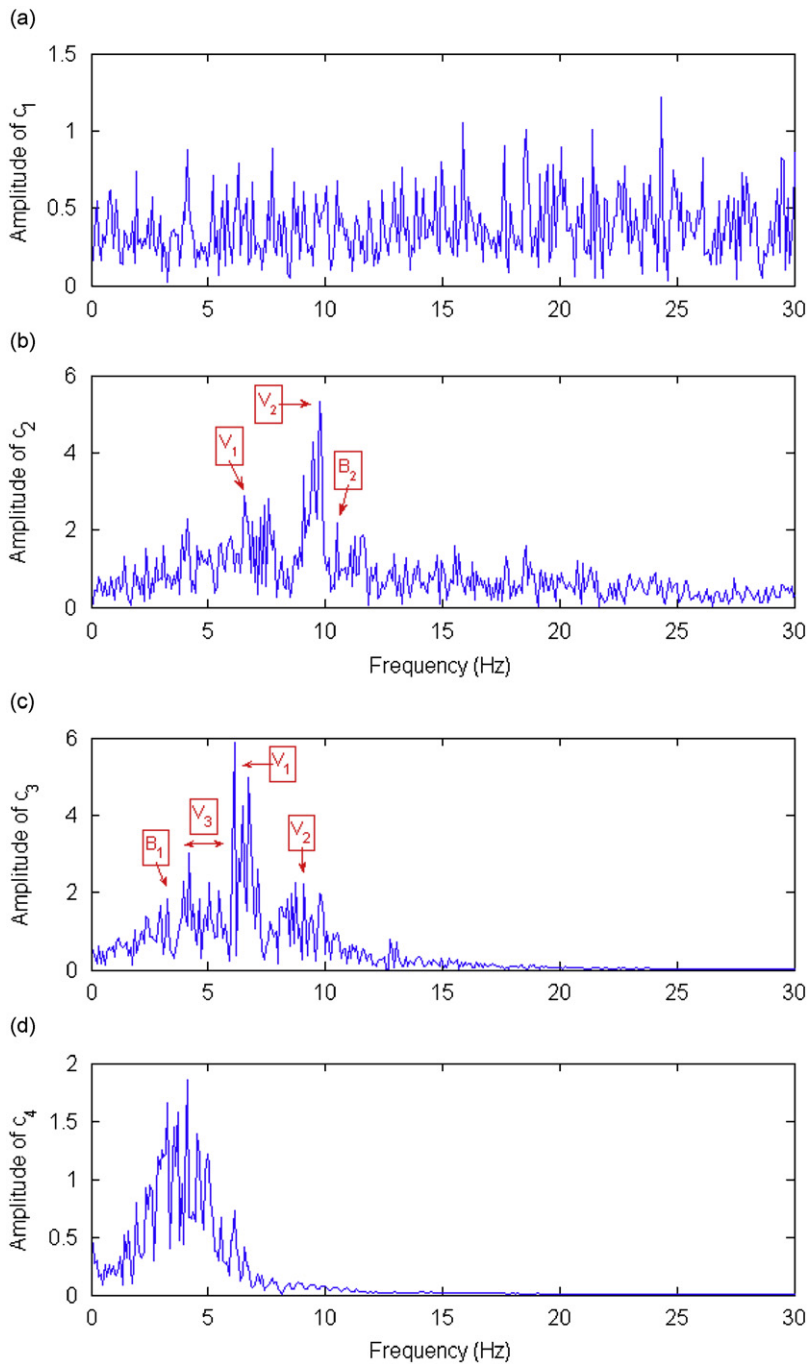 (a)
Amplitude of c1
1.5
1
0.5
0
0 5 10 15 20 25 30
(b)
Amplitude of c2
6
4
2
0
V1
V2
B2
0 5 10 15 20 25 30
Frequency (Hz)
(c)
Amplitude of c3
6
4
2
0
B1
V3
V1
V2
0 5 10 15 20 25 30
(d)
Amplitude of c4
2
1.5
1
0.5
0
0 5 10 15 20 25 30
Frequency (Hz)